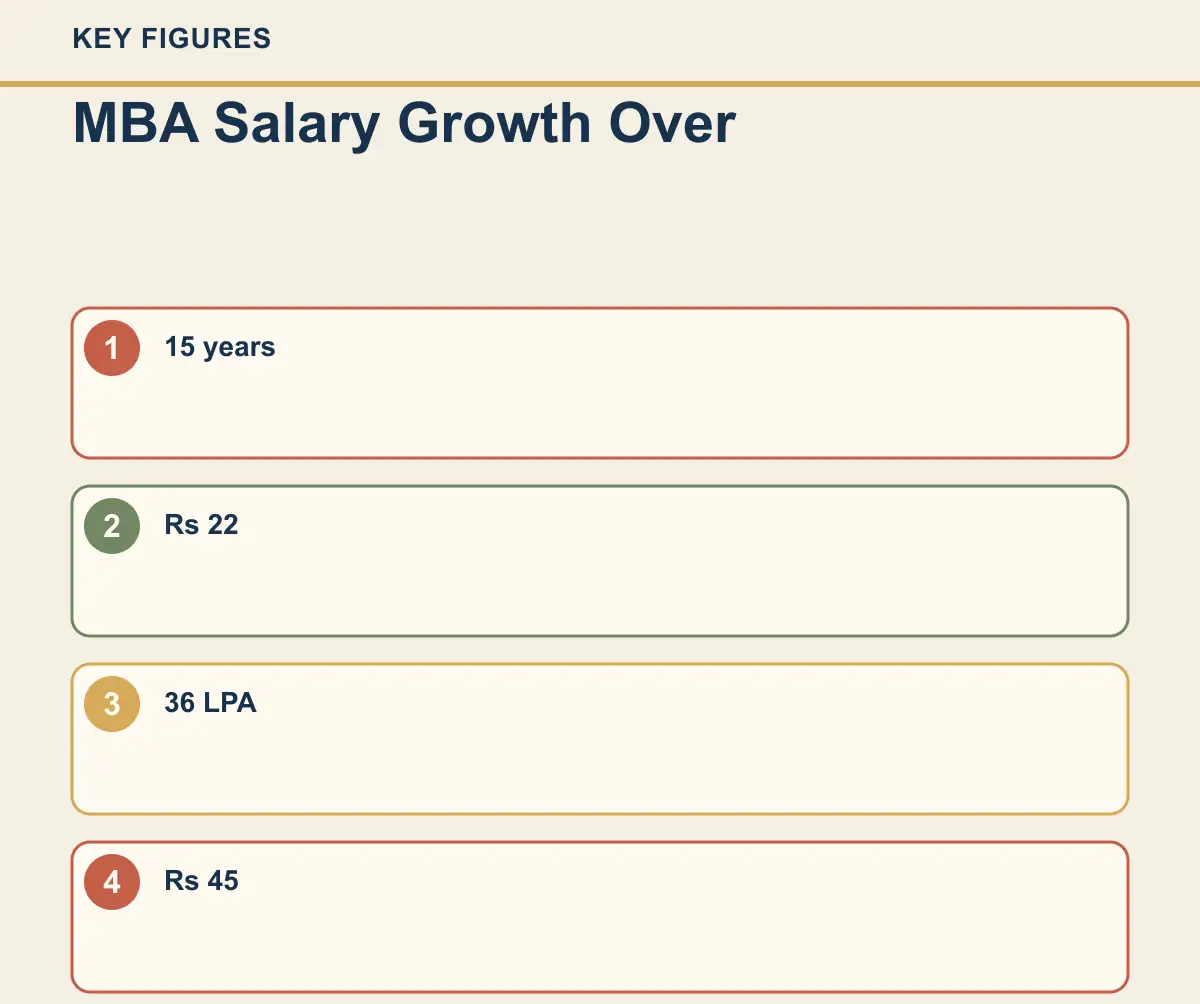 KEY FIGURES
MBA Salary Growth Over
1 15 years
2 Rs 22
3 36 LPA
4 Rs 45